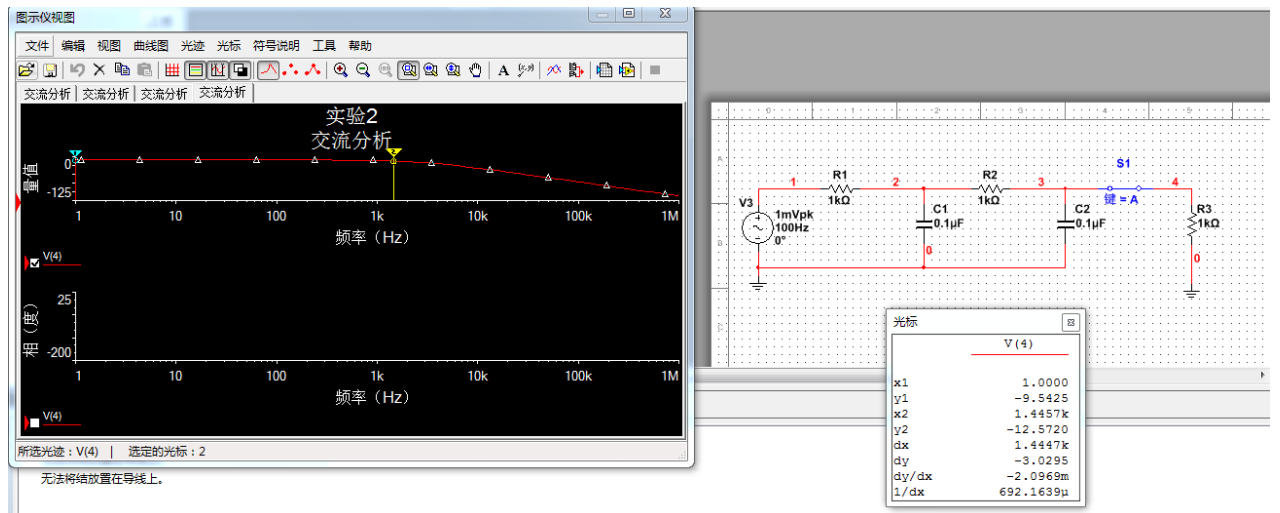 图示仪视图
文件 编辑 视图 曲线图 光迹 光标 符号说明 工具 帮助
交流分析 交流分析 交流分析 交流分析
实验2
交流分析
量值
0
-125
1 10 100 1k 10k 100k 1M
频率（Hz）
V(4)
相（度）
25
-200
1 10 100 1k 10k 100k 1M
频率（Hz）
V(4)
所选光迹：V(4) | 选定的光标：2
无法将结放置在导线上。
S1
键 = A
1 R1 2 R2 3 4
1kΩ 1kΩ
V3
1mVpk
100Hz
0°
C1
0.1µF
0
C2
0.1µF
R3
1kΩ
0
光标
V(4)
x1 1.0000
y1 -9.5425
x2 1.4457k
y2 -12.5720
dx 1.4447k
dy -3.0295
dy/dx -2.0969m
1/dx 692.1639µ